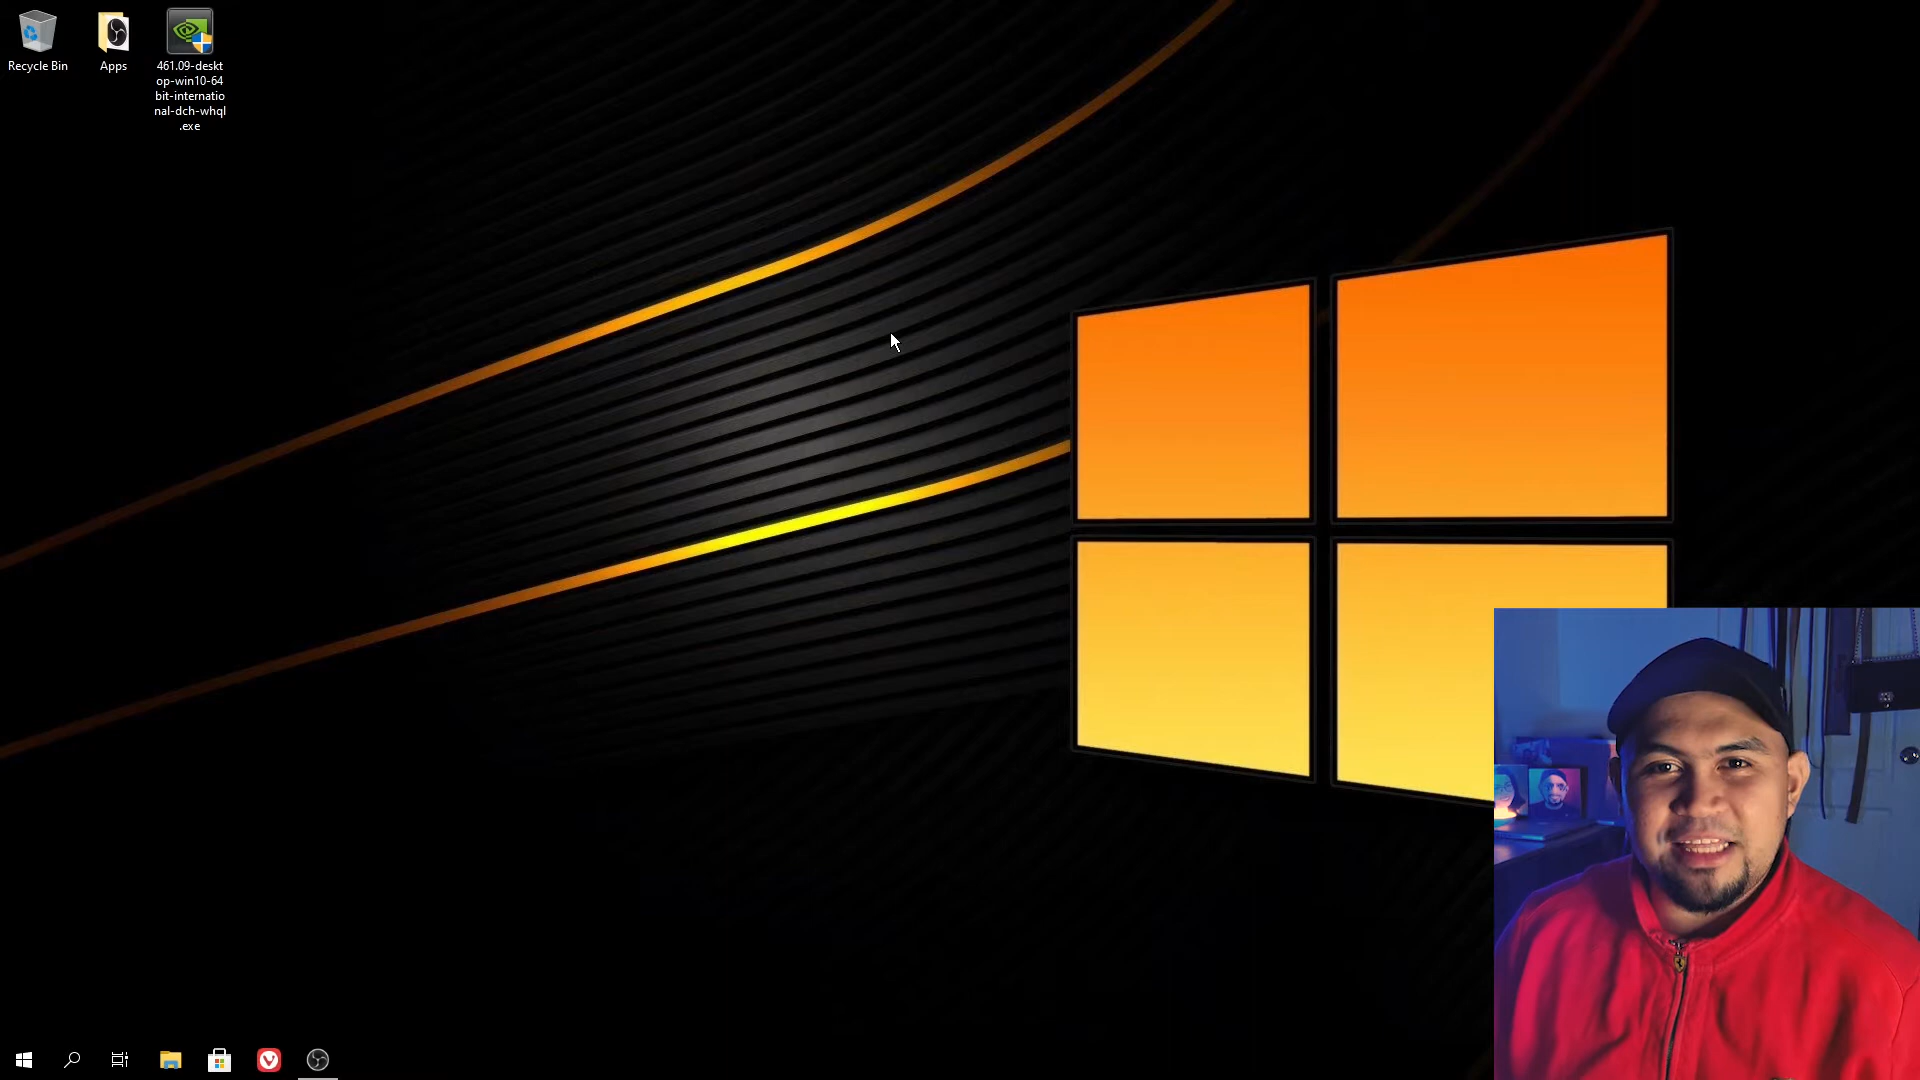 Recycle Bin
Apps
461.09-deskt
op-win10-64
bit-internatio
nal-dch-whql
.exe